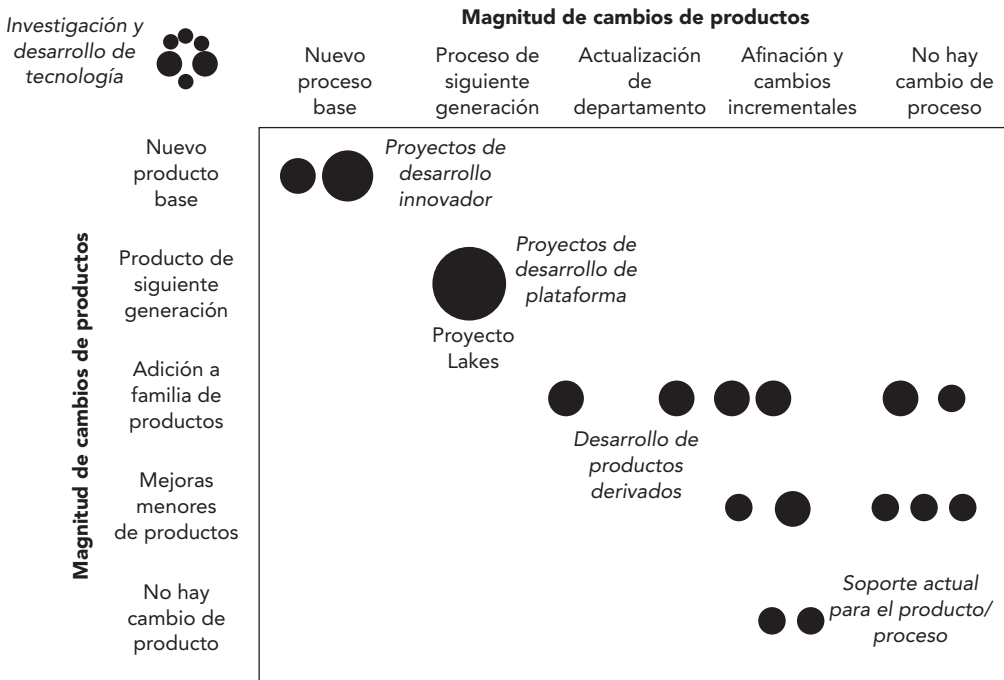 Investigación y
desarrollo de
tecnología
Magnitud de cambios de productos
Nuevo
proceso
base
Proceso de
siguiente
generación
Actualización
de
departamento
Afinación y
cambios
incrementales
No hay
cambio de
proceso
Magnitud de cambios de productos
Nuevo
producto
base
Proyectos de
desarrollo
innovador
Producto de
siguiente
generación
Proyectos de
desarrollo de
plataforma
Proyecto
Lakes
Adición a
familia de
productos
Desarrollo de
productos
derivados
Mejoras
menores
de productos
No hay
cambio de
producto
Soporte actual
para el producto/
proceso